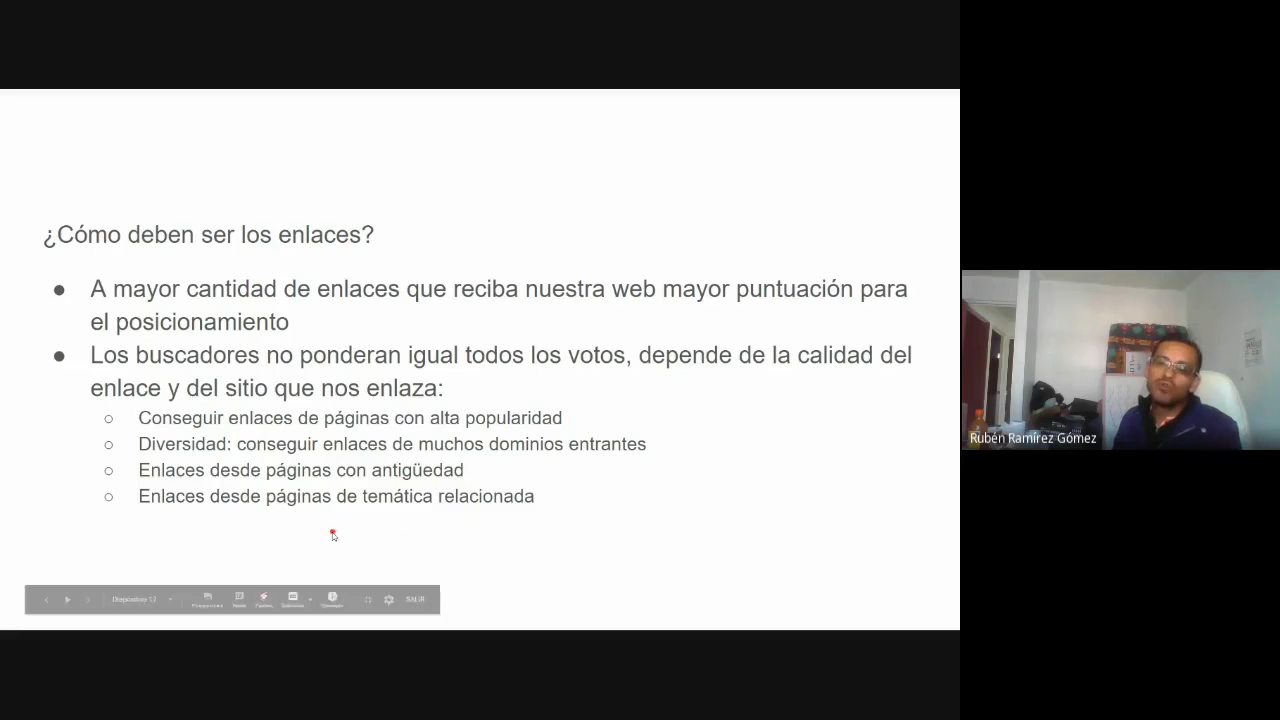 ¿Cómo deben ser los enlaces?
● A mayor cantidad de enlaces que reciba nuestra web mayor puntuación para
el posicionamiento
● Los buscadores no ponderan igual todos los votos, depende de la calidad del
enlace y del sitio que nos enlaza:
○ Conseguir enlaces de páginas con alta popularidad
○ Diversidad: conseguir enlaces de muchos dominios entrantes
○ Enlaces desde páginas con antigüedad
○ Enlaces desde páginas de temática relacionada
Rubén Ramírez Gómez
SALIR